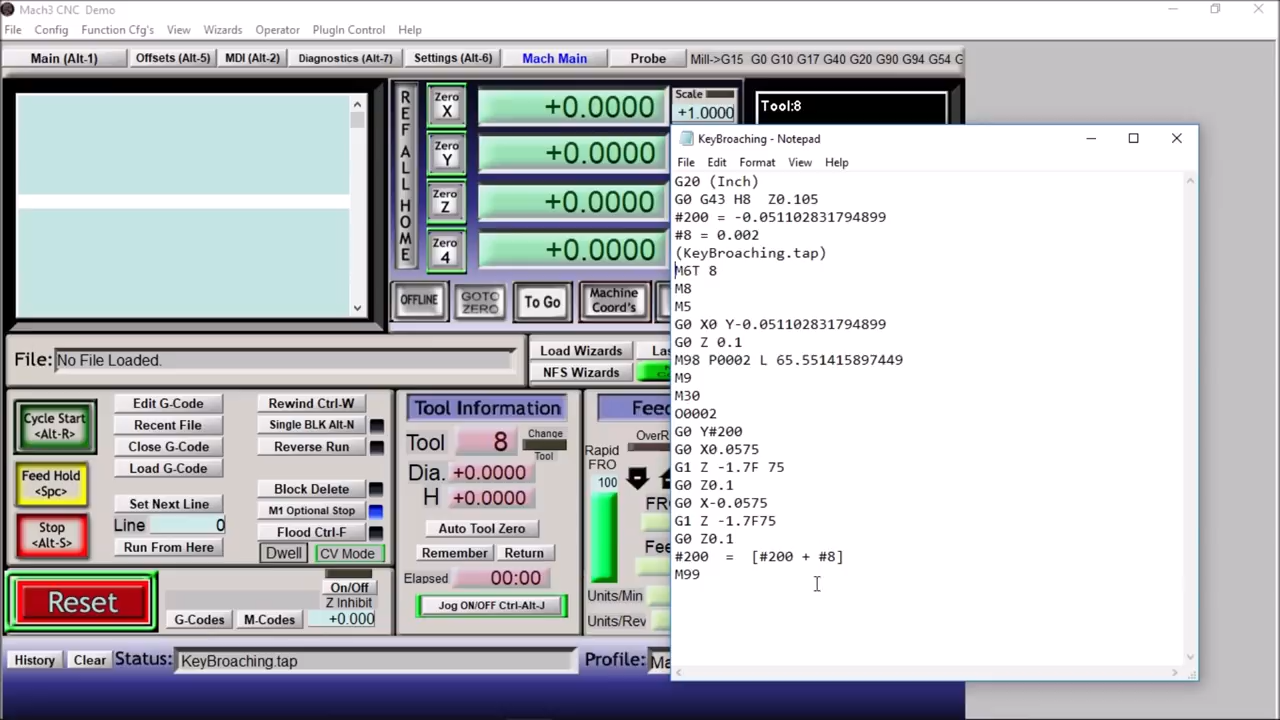 Mach3 CNC Demo
File Config Function Cfg's View Wizards Operator PlugIn Control Help
Main (Alt-1) Offsets (Alt-5) MDI (Alt-2) Diagnostics (Alt-7) Settings (Alt-6) Mach Main Probe Mill->G15 G0 G10 G17 G40 G20 G90 G94 G54 G
REF ALL HOME
Zero X +0.0000
Zero Y +0.0000
Zero Z +0.0000
Zero 4 +0.0000
Scale
+1.0000
Tool:8
OFFLINE GOTO ZERO To Go Machine Coord's
File: No File Loaded.
Load Wizards
NFS Wizards
Cycle Start <Alt-R>
Feed Hold <Spc>
Stop <Alt-S>
Reset
Edit G-Code
Recent File
Close G-Code
Load G-Code
Set Next Line
Line 0
Run From Here
Rewind Ctrl-W
Single BLK Alt-N
Reverse Run
Block Delete
M1 Optional Stop
Flood Ctrl-F
Dwell CV Mode
On/Off
Z Inhibit
+0.000
G-Codes M-Codes
Tool Information
Tool 8 Change Tool
Dia. +0.0000
H +0.0000
Auto Tool Zero
Remember Return
Elapsed 00:00
Jog ON/OFF Ctrl-Alt-J
Rapid FRO
100
Units/Min
Units/Rev
History Clear Status: KeyBroaching.tap Profile:
KeyBroaching - Notepad
File Edit Format View Help
G20 (Inch)
G0 G43 H8  Z0.105
#200 = -0.051102831794899
#8 = 0.002
(KeyBroaching.tap)
M6T 8
M8
M5
G0 X0 Y-0.051102831794899
G0 Z 0.1
M98 P0002 L 65.551415897449
M9
M30
O0002
G0 Y#200
G0 X0.0575
G1 Z -1.7F 75
G0 Z0.1
G0 X-0.0575
G1 Z -1.7F75
G0 Z0.1
#200  =  [#200 + #8]
M99